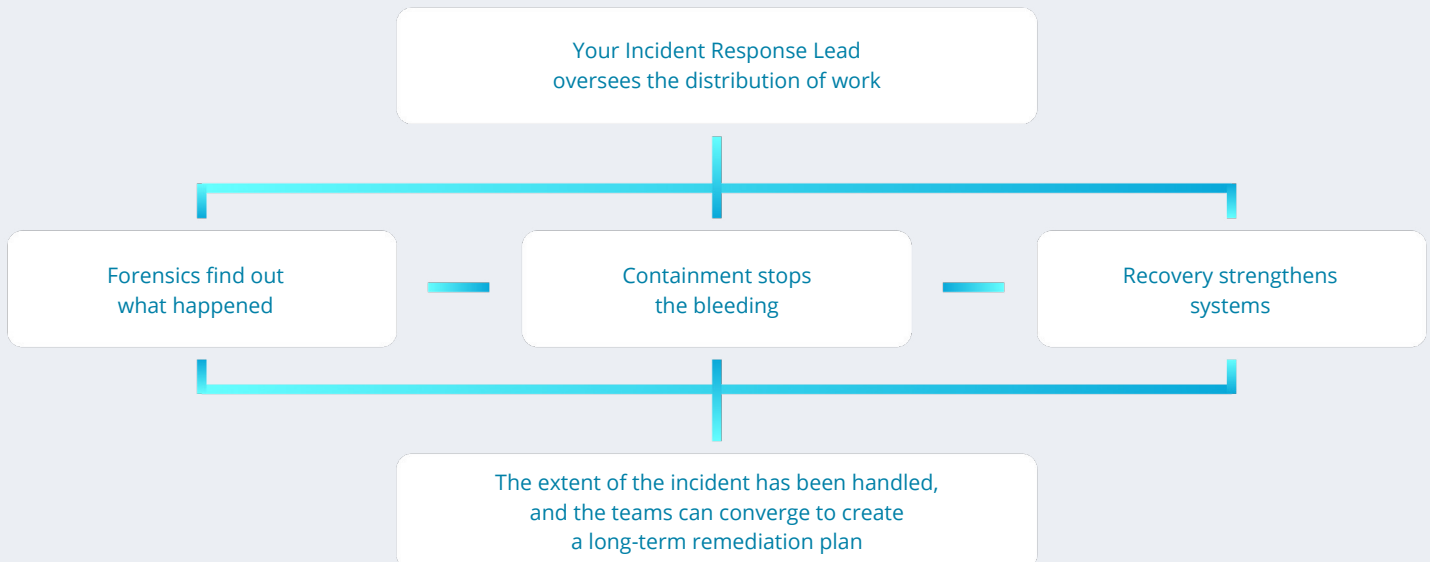 Your Incident Response Lead
oversees the distribution of work
Forensics find out
what happened
Containment stops
the bleeding
Recovery strengthens
systems
The extent of the incident has been handled,
and the teams can converge to create
a long-term remediation plan